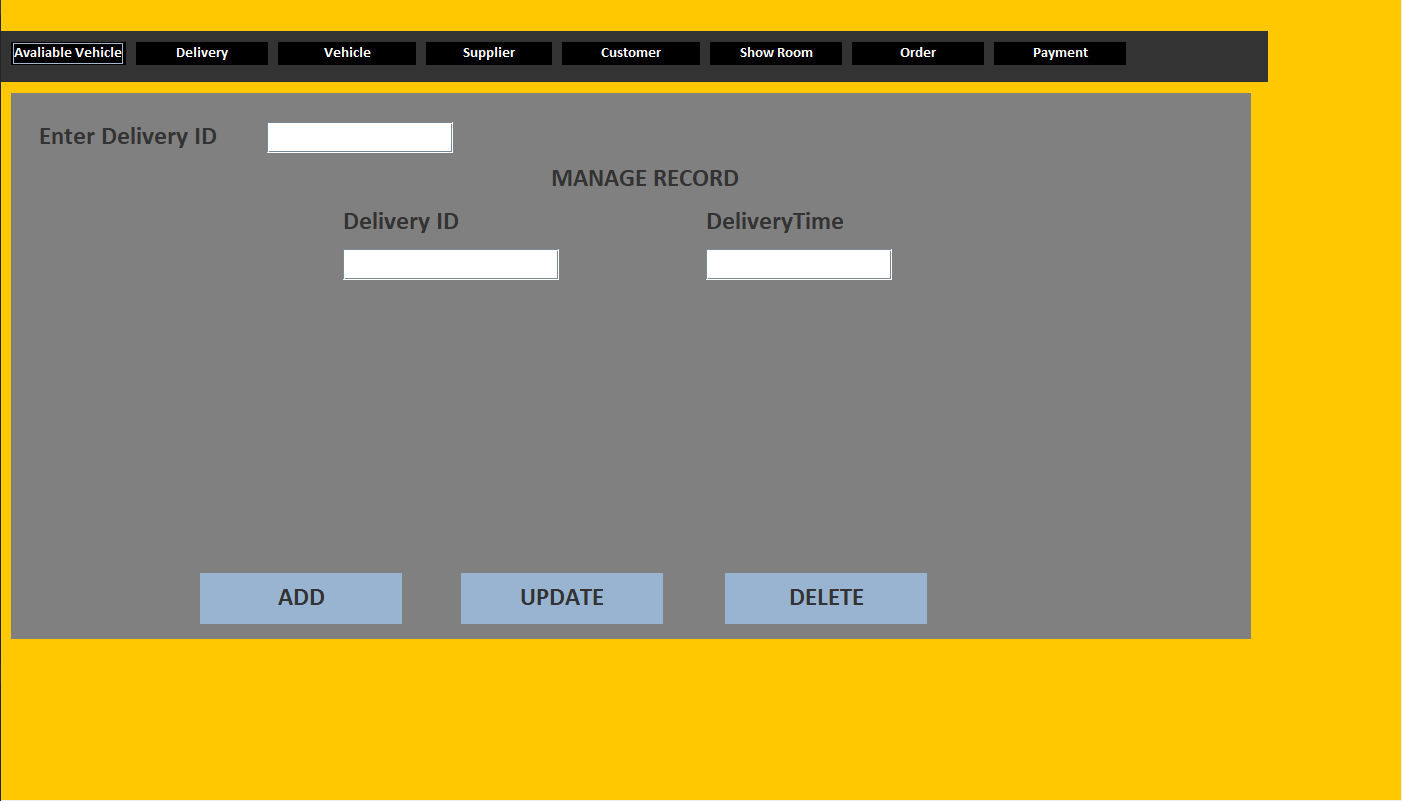 Avaliable Vehicle Delivery Vehicle Supplier Customer Show Room Order Payment
Enter Delivery ID
MANAGE RECORD
Delivery ID DeliveryTime
ADD UPDATE DELETE